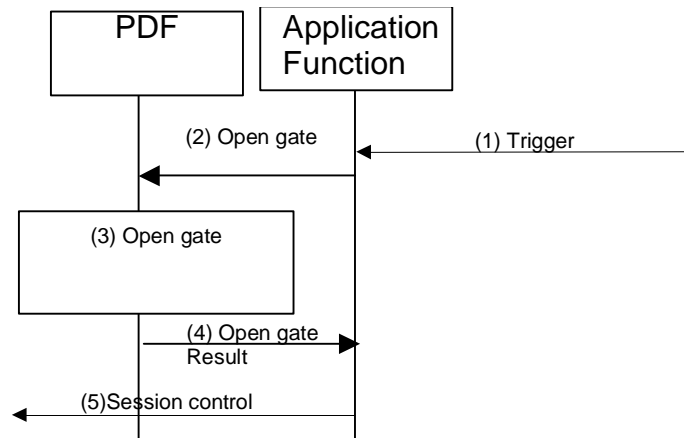 PDF
Application
Function
(1) Trigger
(2) Open gate
(3) Open gate
(4) Open gate
Result
(5)Session control